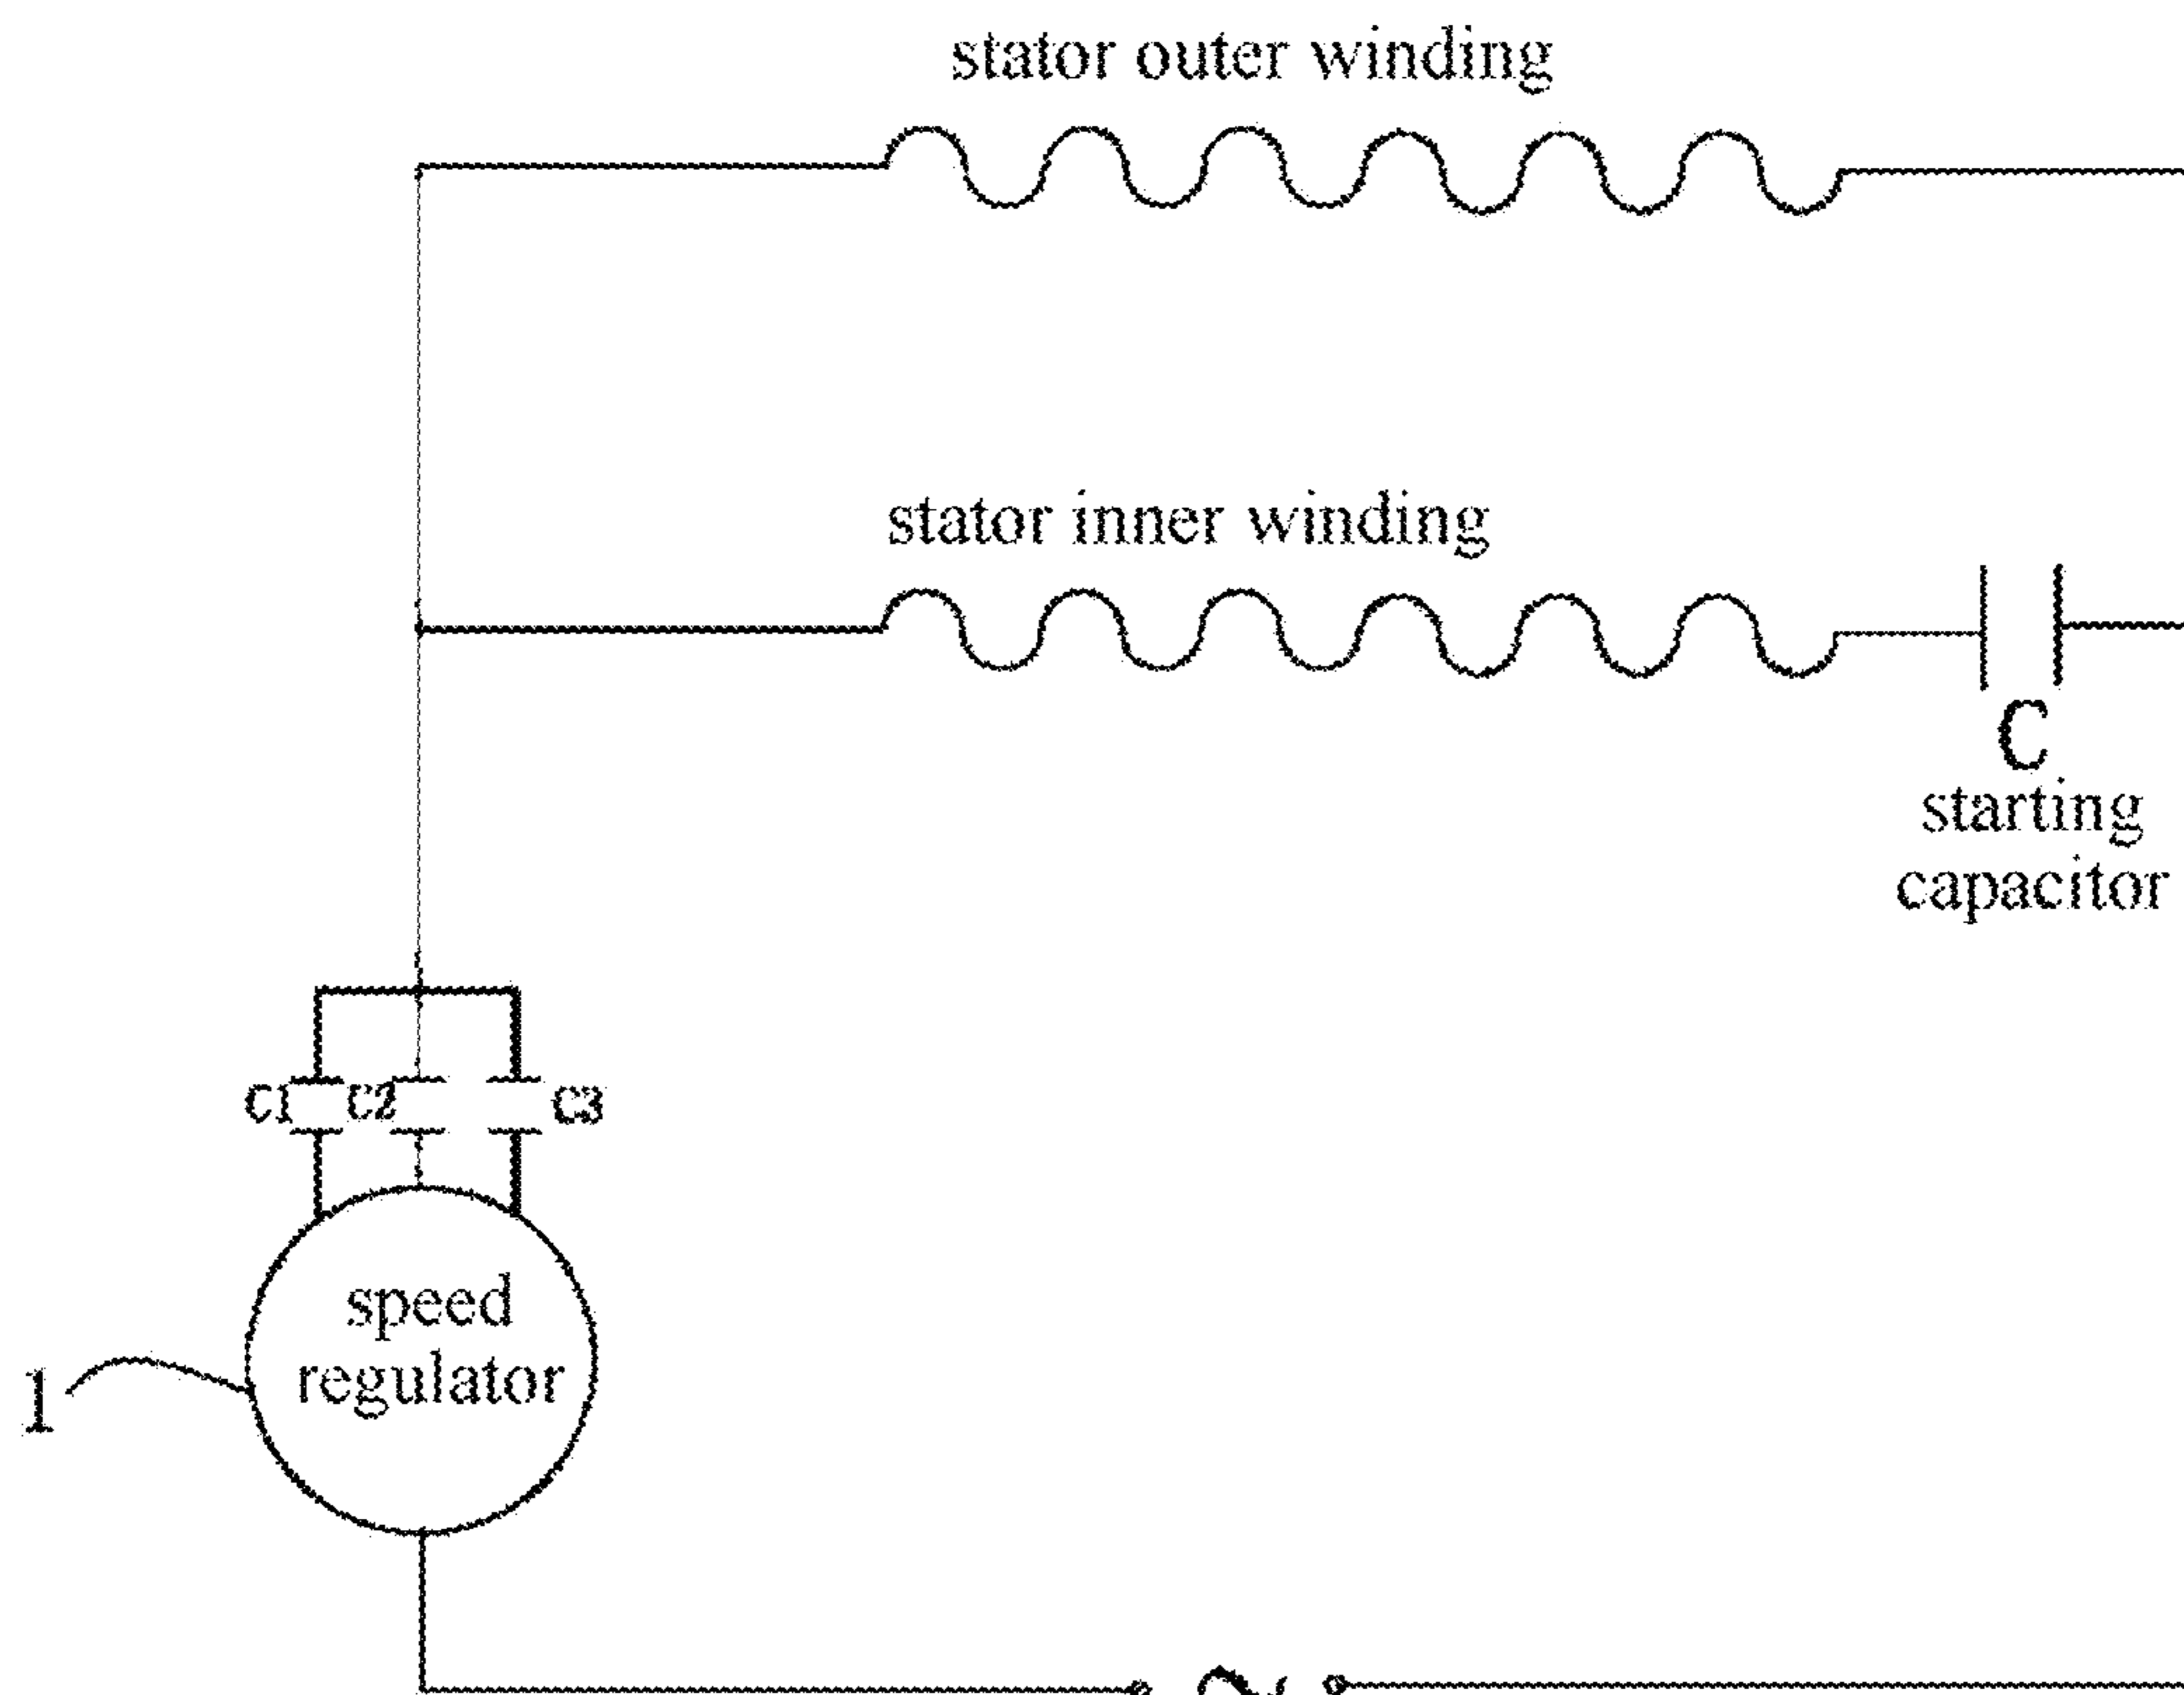 stator outer winding
stator inner winding
C
starting
capacitor
C1 C2 C3
speed
regulator
1